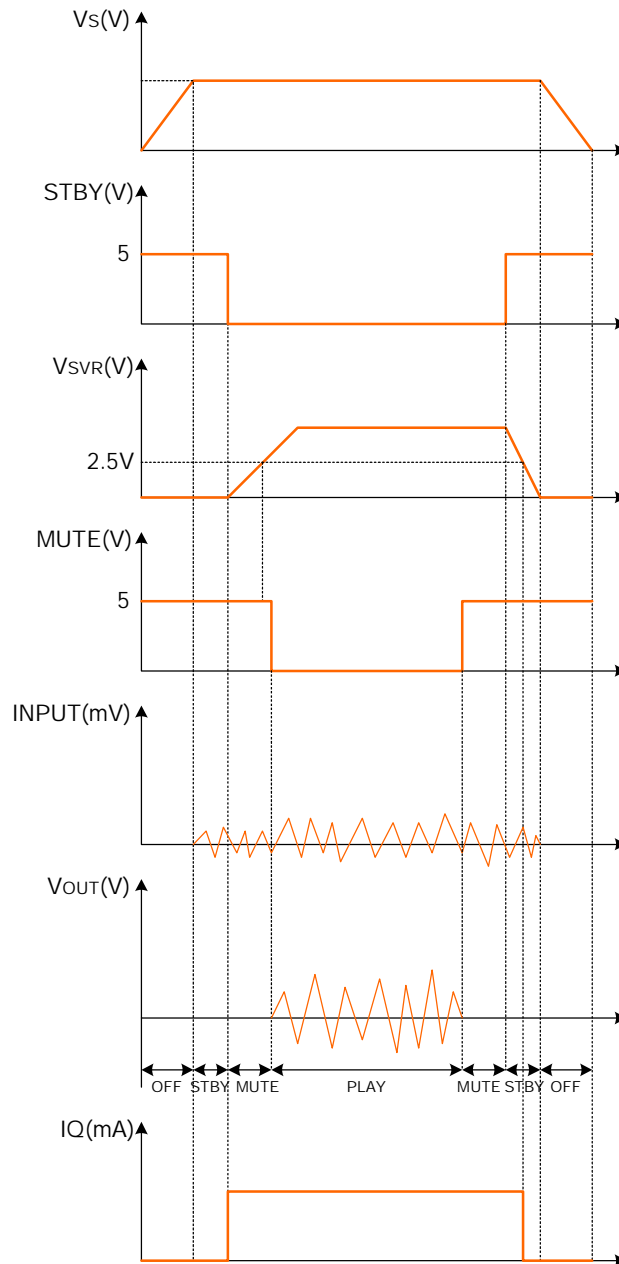 VS(V)
STBY(V)
5
VSVR(V)
2.5V
MUTE(V)
5
INPUT(mV)
VOUT(V)
OFF STBY MUTE PLAY MUTE STBY OFF
IQ(mA)